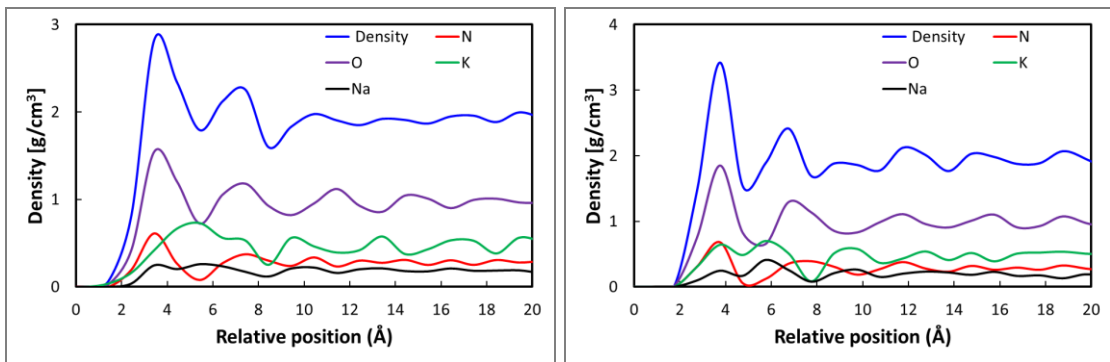 3
2
1
0
Density [g/cm³]
Density
N
O
K
Na
0 2 4 6 8 10 12 14 16 18 20
Relative position (Å)
4
3
2
1
0
Density [g/cm³]
Density
N
O
K
Na
0 2 4 6 8 10 12 14 16 18 20
Relative position (Å)